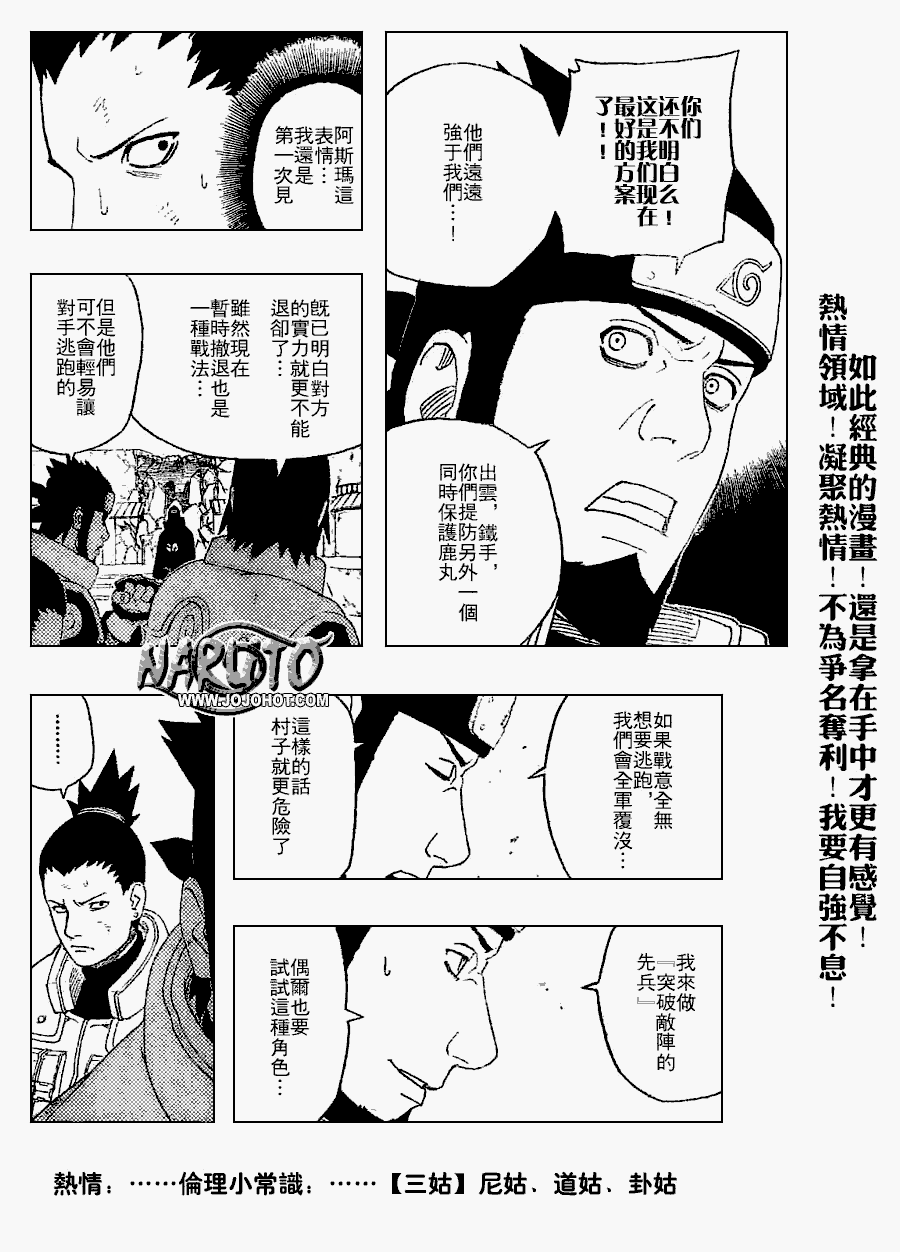 你们
还不明白么！
这是我们现在
最好的方案
了！！
他們遠遠
強于我們…！
出雲，鐵手，
你們提防另外一個
同時保護鹿丸
阿斯瑪這
表情…
我還是
第一次見
既已明白對方
的實力就更不能
退卻了…
雖然現在
暫時撤退也是
一種戰法…
但是他們
可不會輕易讓
對手逃跑的
如果戰意全無
想要逃跑，
我們會全軍覆沒…
這樣的話
村子就更危險了
我來做
『突破敵陣的
先兵』
偶爾也要
試試這種角色…
………
NARUTO
WWW.JOJOHOT.COM
如此經典的漫畫！還是拿在手中才更有感覺！
熱情領域！凝聚熱情！不為爭名奪利！我要自強不息！
熱情：……倫理小常識：……【三姑】尼姑、道姑、卦姑